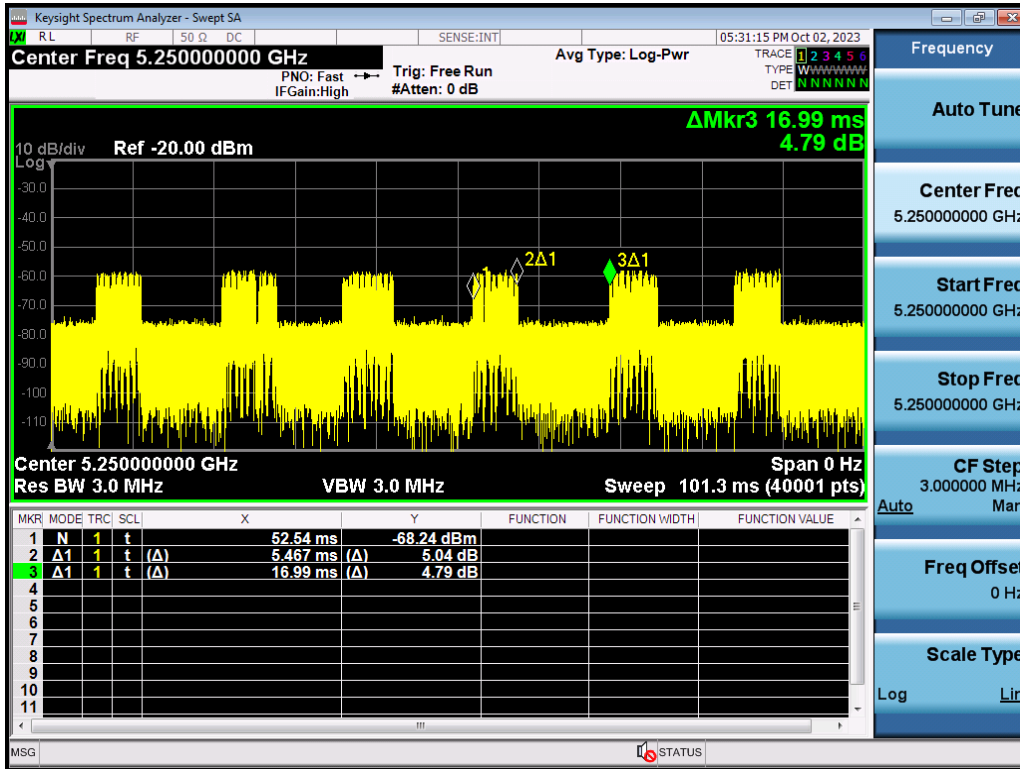 Keysight Spectrum Analyzer - Swept SA
LXI RL RF 50 Ω DC SENSE:INT 05:31:15 PM Oct 02, 2023
Center Freq 5.250000000 GHz
PNO: Fast
IFGain:High
Trig: Free Run
#Atten: 0 dB
Avg Type: Log-Pwr
TRACE 1 2 3 4 5 6
TYPE WWWWWW
DET N N N N N N
ΔMkr3 16.99 ms
4.79 dB
10 dB/div Ref -20.00 dBm
Log
-30.0
-40.0
-50.0
-60.0
-70.0
-80.0
-90.0
-100
-110
1
2Δ1
3Δ1
Center 5.250000000 GHz Span 0 Hz
Res BW 3.0 MHz VBW 3.0 MHz Sweep 101.3 ms (40001 pts)
MKR MODE TRC SCL X Y FUNCTION FUNCTION WIDTH FUNCTION VALUE
1 N 1 t 52.54 ms -68.24 dBm
2 Δ1 1 t (Δ) 5.467 ms (Δ) 5.04 dB
3 Δ1 1 t (Δ) 16.99 ms (Δ) 4.79 dB
4
5
6
7
8
9
10
11
MSG STATUS
Frequency
Auto Tune
Center Freq
5.250000000 GHz
Start Freq
5.250000000 GHz
Stop Freq
5.250000000 GHz
CF Step
3.000000 MHz
Auto Man
Freq Offset
0 Hz
Scale Type
Log Lin